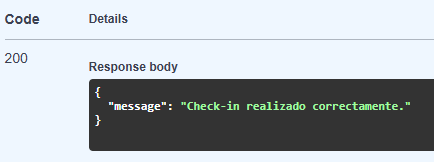 Code Details
200
Response body
{
"message": "Check-in realizado correctamente."
}